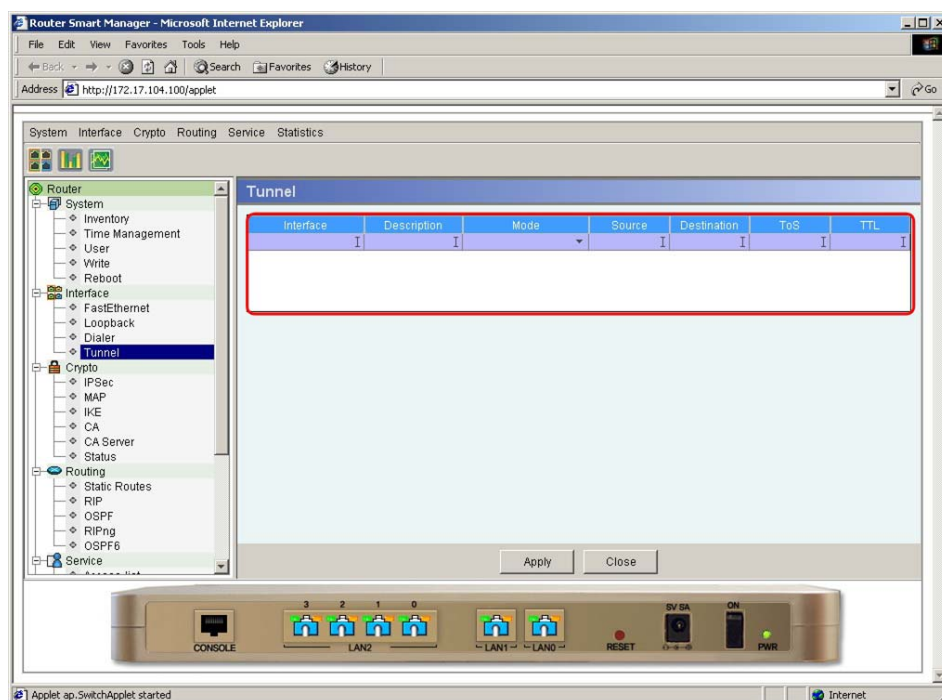 Router Smart Manager - Microsoft Internet Explorer
File Edit View Favorites Tools Help
Back Search Favorites History
Address http://172.17.104.100/applet Go
System Interface Crypto Routing Service Statistics
Router
System
Inventory
Time Management
User
Write
Reboot
Interface
FastEthernet
Loopback
Dialer
Tunnel
Crypto
IPSec
MAP
IKE
CA
CA Server
Status
Routing
Static Routes
RIP
OSPF
RIPng
OSPF6
Service
Tunnel
Interface Description Mode Source Destination ToS TTL
Apply Close
3 2 1 0 5V 5A ON
CONSOLE LAN2 LAN1 LAN0 RESET PWR
Applet ap.SwitchApplet started Internet